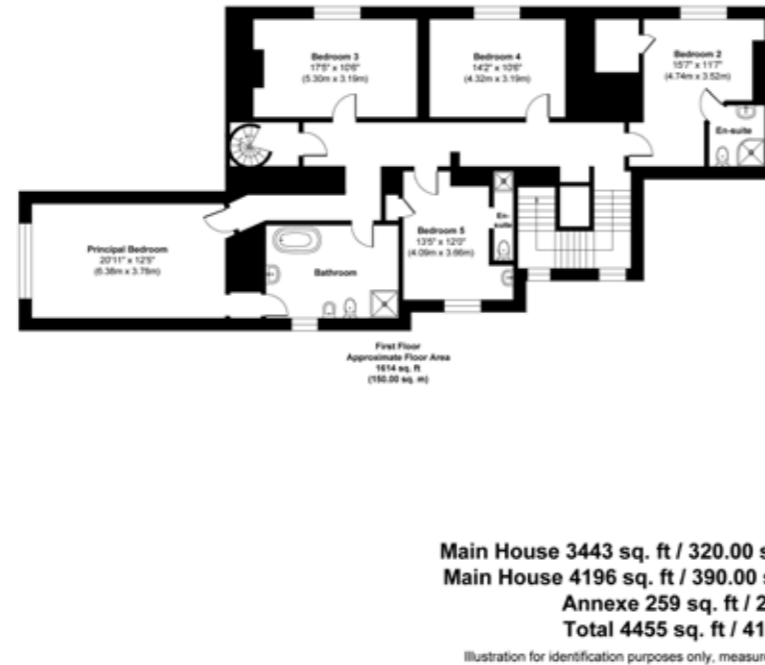 Bedroom 3
17'5" x 10'6"
(5.30m x 3.19m)
Bedroom 4
14'2" x 10'6"
(4.32m x 3.19m)
Bedroom 2
15'7" x 11'7"
(4.74m x 3.52m)
En-suite
Principal Bedroom
20'11" x 12'5"
(6.38m x 3.78m)
Bathroom
Bedroom 5
13'5" x 12'0"
(4.09m x 3.66m)
En-
suite
First Floor
Approximate Floor Area
1614 sq. ft
(150.00 sq. m)
Main House 3443 sq. ft / 320.00 s
Main House 4196 sq. ft / 390.00 s
Annexe 259 sq. ft / 2
Total 4455 sq. ft / 41
Illustration for identification purposes only, measure